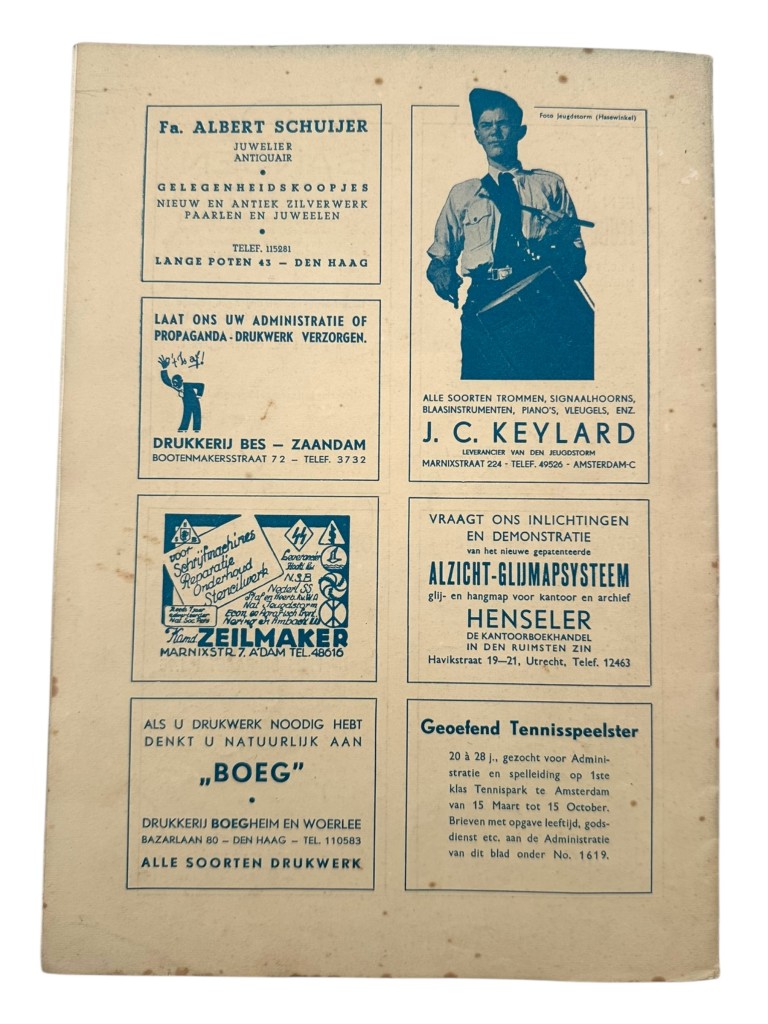 Fa. ALBERT SCHUIJER
JUWELIER
ANTIQUAIR
GELEGENHEIDSKOOPJES
NIEUW EN ANTIEK ZILVERWERK
PAARLEN EN JUWEELEN
TELEF. 115281
LANGE POTEN 43 — DEN HAAG
LAAT ONS UW ADMINISTRATIE OF
PROPAGANDA-DRUKWERK VERZORGEN.
DRUKKERIJ BES — ZAANDAM
BOOTENMAKERSSTRAAT 72 — TELEF. 3732
voor
Schrijfmachines
Reparatie
Onderhoud
Stencilwerk
Leverancier
N.S.B.
Nederl SS
Nat Jeugdstorm
ZEILMAKER
MARNIXSTR 7. A'DAM TEL. 48616
ALS U DRUKWERK NOODIG HEBT
DENKT U NATUURLIJK AAN
„BOEG”
DRUKKERIJ BOEGHEIM EN WOERLEE
BAZARLAAN 80 — DEN HAAG — TEL. 110583
ALLE SOORTEN DRUKWERK
Foto Jeugdstorm (Hasewinkel)
ALLE SOORTEN TROMMEN, SIGNAALHOORNS,
BLAASINSTRUMENTEN, PIANO'S, VLEUGELS, ENZ.
J. C. KEYLARD
LEVERANCIER VAN DEN JEUGDSTORM
MARNIXSTRAAT 224 - TELEF. 49526 - AMSTERDAM-C
VRAAGT ONS INLICHTINGEN
EN DEMONSTRATIE
van het nieuwe gepatenteerde
ALZICHT-GLIJMAPSYSTEEM
glij- en hangmap voor kantoor en archief
HENSELER
DE KANTOORBOEKHANDEL
IN DEN RUIMSTEN ZIN
Havikstraat 19—21, Utrecht, Telef. 12463
Geoefend Tennisspeelster
20 à 28 j., gezocht voor Admini-
stratie en spelleiding op 1ste
klas Tennispark te Amsterdam
van 15 Maart tot 15 October.
Brieven met opgave leeftijd, gods-
dienst etc. aan de Administratie
van dit blad onder No. 1619.